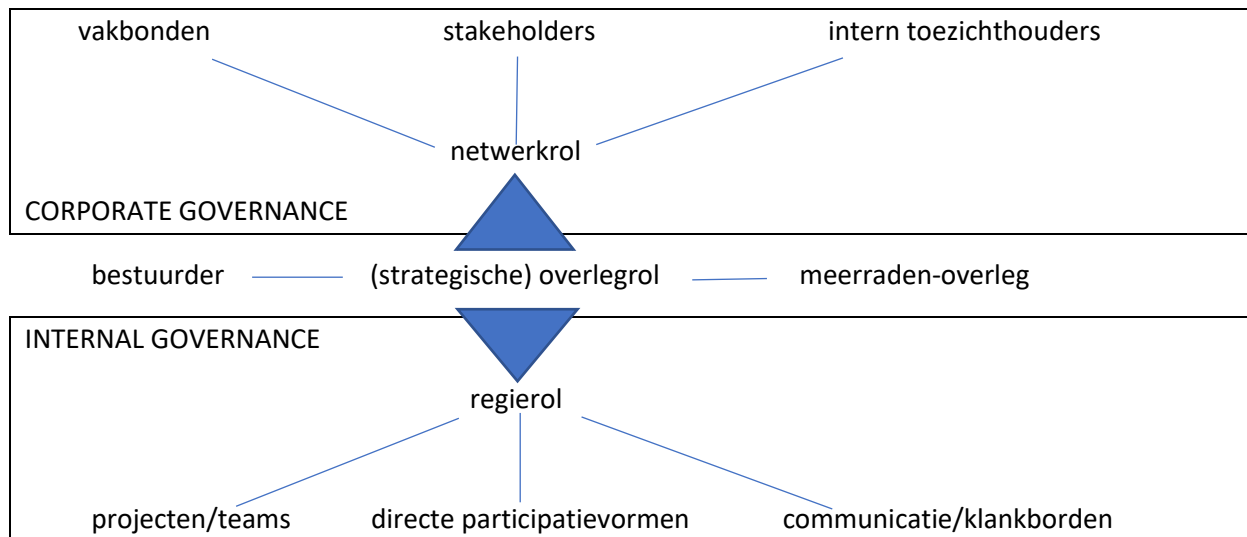 vakbonden stakeholders intern toezichthouders
netwerkrol
CORPORATE GOVERNANCE
bestuurder (strategische) overlegrol meerraden-overleg
INTERNAL GOVERNANCE
regierol
projecten/teams directe participatievormen communicatie/klankborden